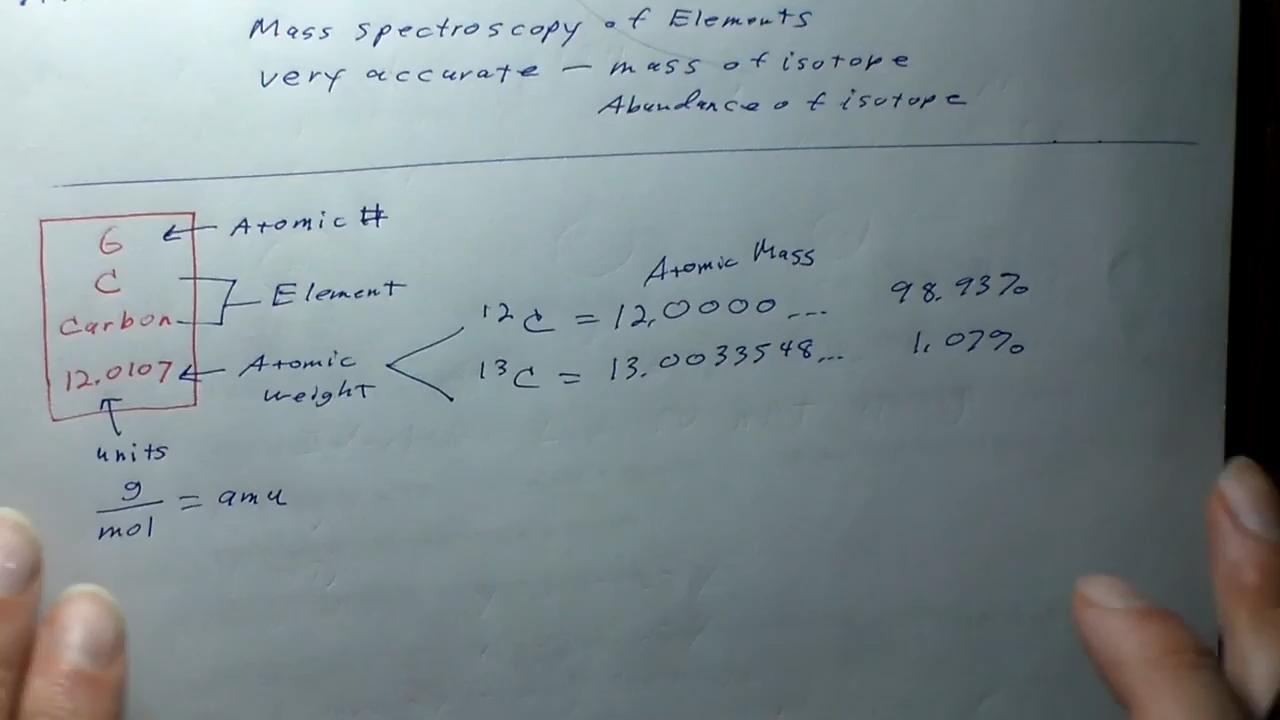 Mass spectroscopy of Elements
very accurate — mass of isotope
Abundance of isotope
6 ← Atomic #
C
Element
Carbon
12.0107 ← Atomic weight
units
g/mol = amu
Atomic Mass
¹²C = 12.0000... 98.93%
¹³C = 13.0033548... 1.07%